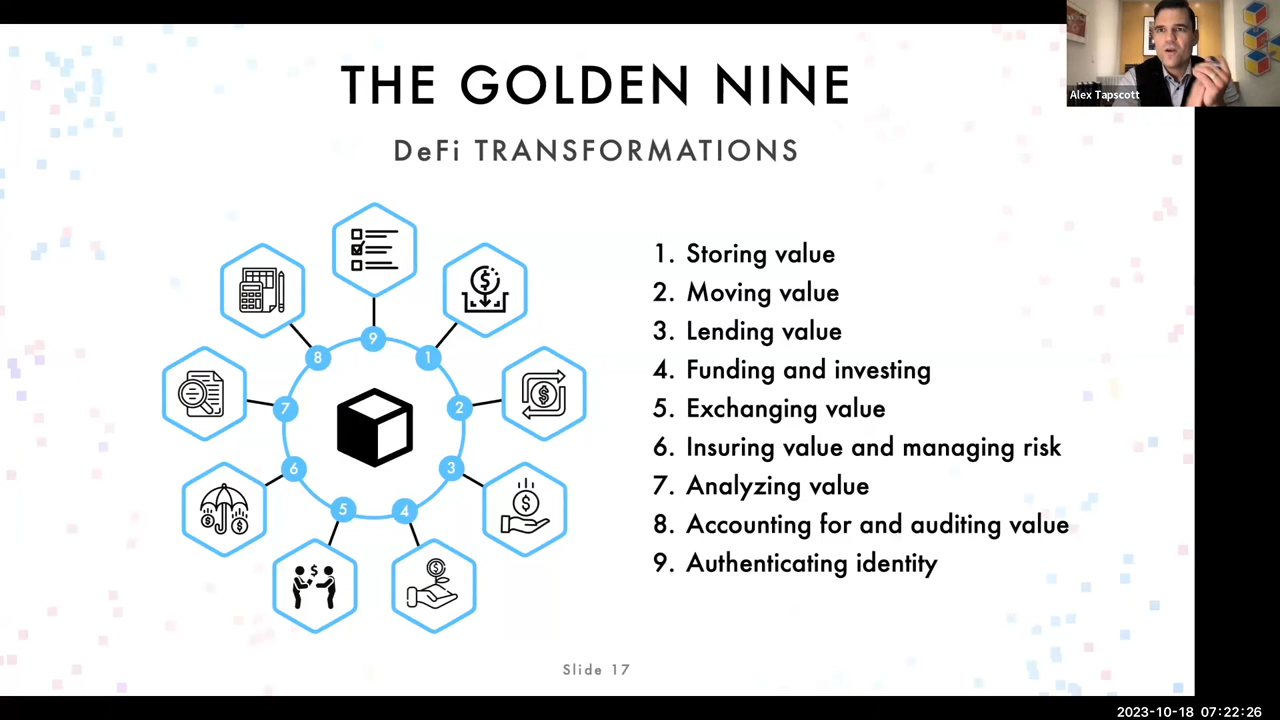 THE GOLDEN NINE
DeFi TRANSFORMATIONS
Alex Tapscott
9
8
1
7
2
6
3
5
4
1. Storing value
2. Moving value
3. Lending value
4. Funding and investing
5. Exchanging value
6. Insuring value and managing risk
7. Analyzing value
8. Accounting for and auditing value
9. Authenticating identity
Slide 17
2023-10-18 07:22:26